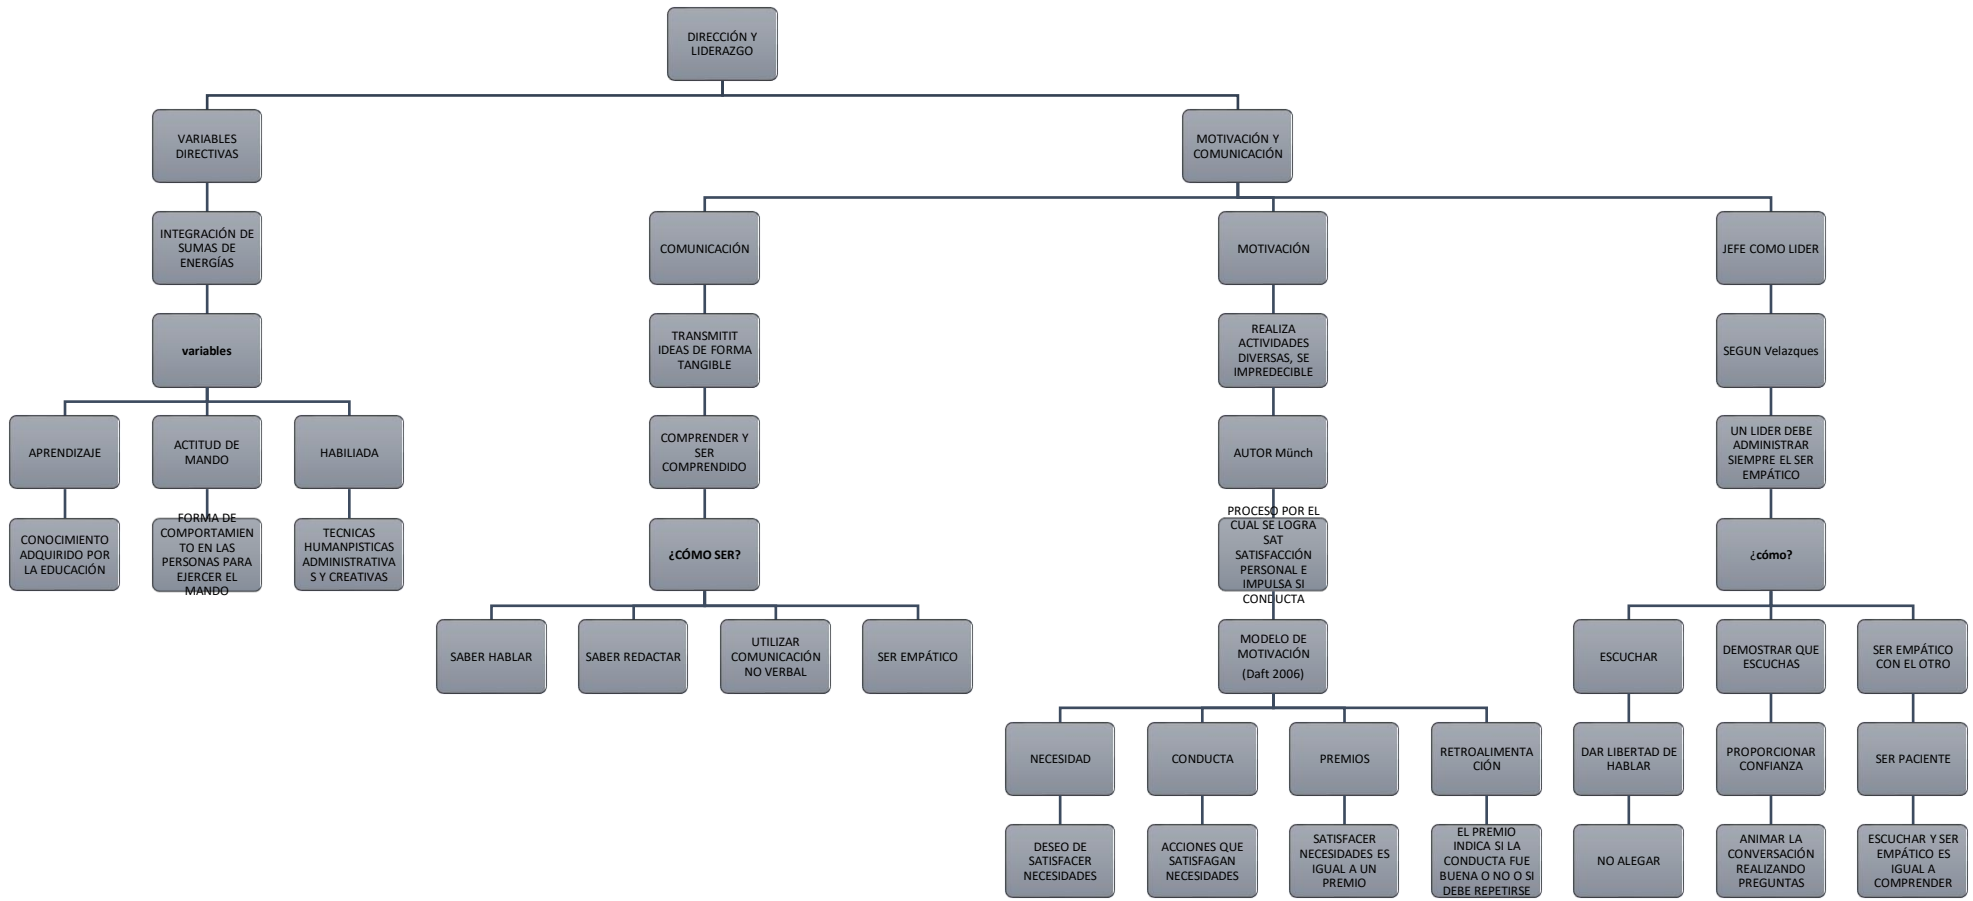 DIRECCIÓN Y
LIDERAZGO
VARIABLES
DIRECTIVAS
MOTIVACIÓN Y
COMUNICACIÓN
INTEGRACIÓN DE
SUMAS DE
ENERGÍAS
COMUNICACIÓN
MOTIVACIÓN
JEFE COMO LIDER
variables
TRANSMITIT
IDEAS DE FORMA
TANGIBLE
REALIZA
ACTIVIDADES
DIVERSAS, SE
IMPREDECIBLE
SEGUN Velazques
APRENDIZAJE
ACTITUD DE
MANDO
HABILIADA
COMPRENDER Y
SER
COMPRENDIDO
AUTOR Münch
UN LIDER DEBE
ADMINISTRAR
SIEMPRE EL SER
EMPÁTICO
CONOCIMIENTO
ADQUIRIDO POR
LA EDUCACIÓN
FORMA DE
COMPORTAMIEN
TO EN LAS
PERSONAS PARA
EJERCER EL
MANDO
TECNICAS
HUMANPISTICAS
ADMINISTRATIVA
S Y CREATIVAS
¿CÓMO SER?
PROCESO POR EL
CUAL SE LOGRA
SAT
SATISFACCIÓN
PERSONAL E
IMPULSA SI
CONDUCTA
¿cómo?
SABER HABLAR
SABER REDACTAR
UTILIZAR
COMUNICACIÓN
NO VERBAL
SER EMPÁTICO
MODELO DE
MOTIVACIÓN
(Daft 2006)
ESCUCHAR
DEMOSTRAR QUE
ESCUCHAS
SER EMPÁTICO
CON EL OTRO
NECESIDAD
CONDUCTA
PREMIOS
RETROALIMENTA
CIÓN
DAR LIBERTAD DE
HABLAR
PROPORCIONAR
CONFIANZA
SER PACIENTE
DESEO DE
SATISFACER
NECESIDADES
ACCIONES QUE
SATISFAGAN
NECESIDADES
SATISFACER
NECESIDADES ES
IGUAL A UN
PREMIO
EL PREMIO
INDICA SI LA
CONDUCTA FUE
BUENA O NO O SI
DEBE REPETIRSE
NO ALEGAR
ANIMAR LA
CONVERSACIÓN
REALIZANDO
PREGUNTAS
ESCUCHAR Y SER
EMPÁTICO ES
IGUAL A
COMPRENDER